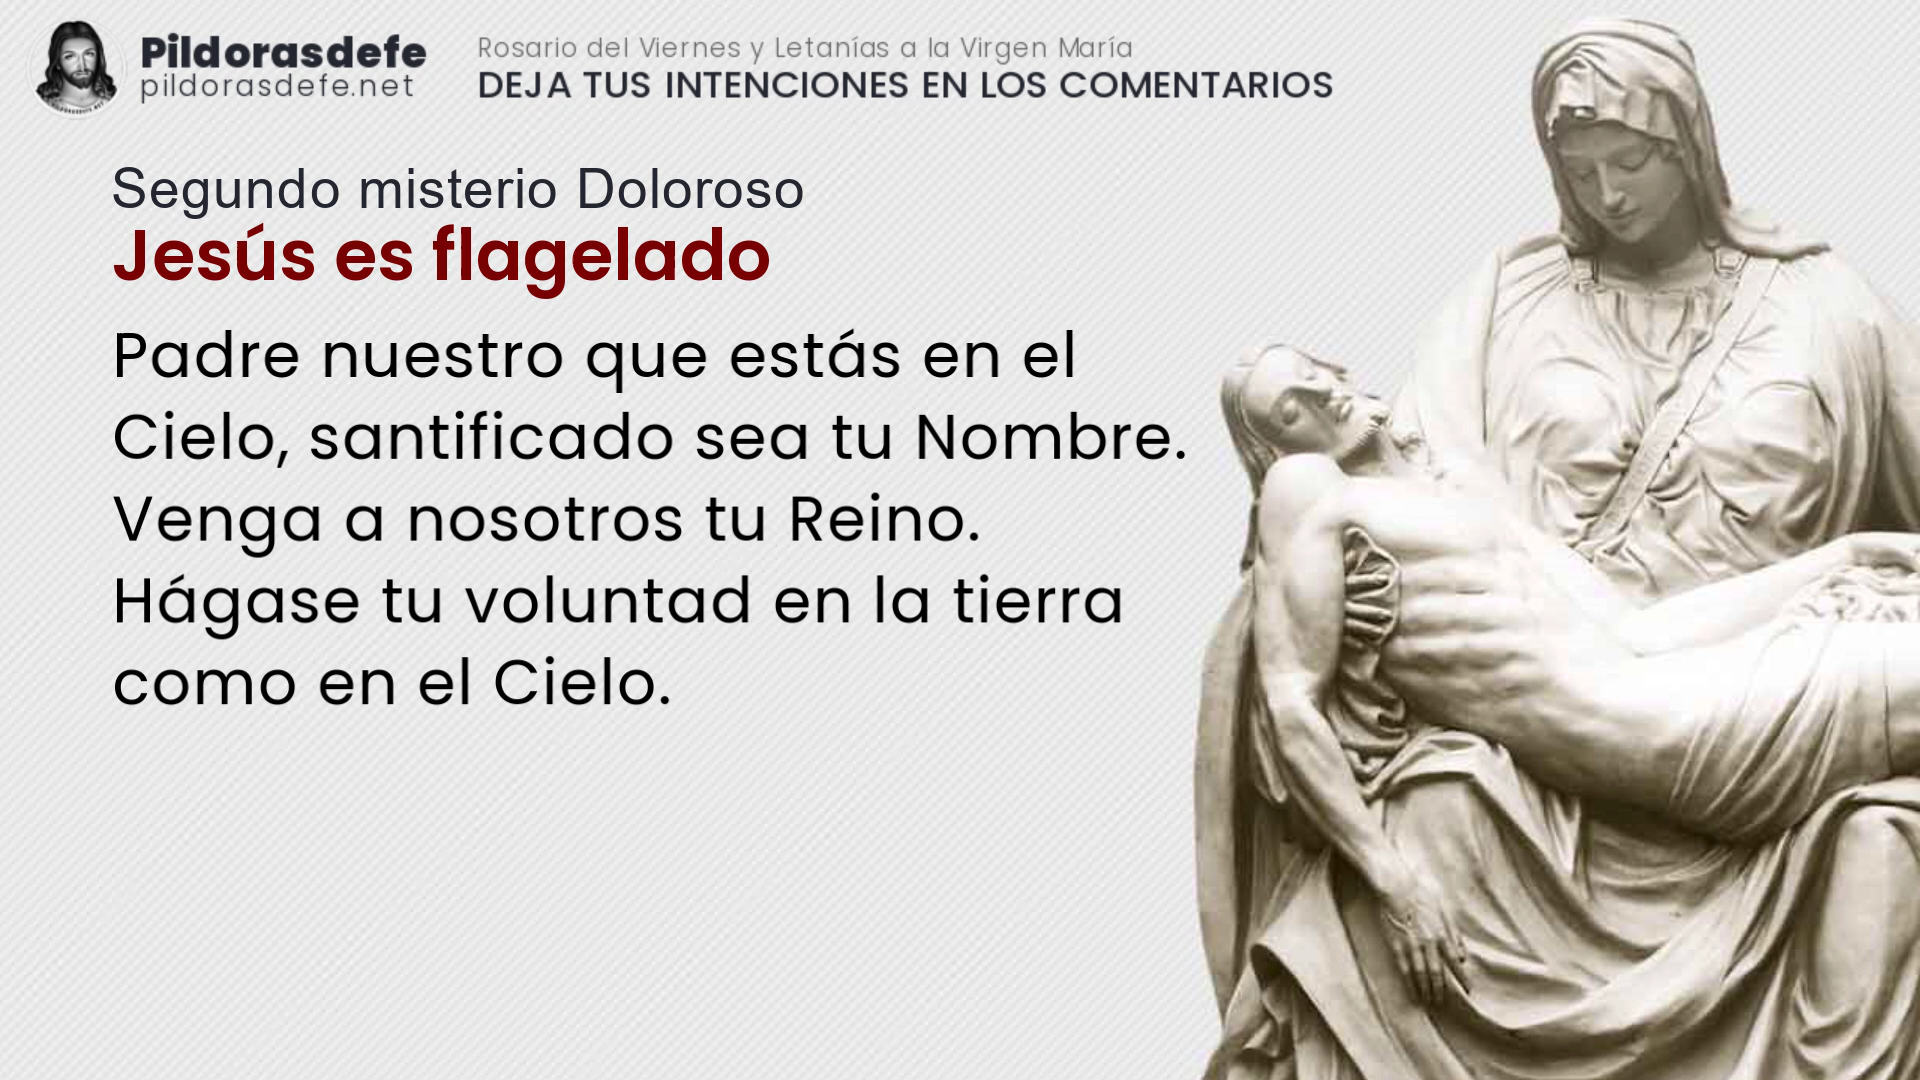 Pildorasdefe
pildorasdefe.net
Rosario del Viernes y Letanías a la Virgen María
DEJA TUS INTENCIONES EN LOS COMENTARIOS
Segundo misterio Doloroso
Jesús es flagelado
Padre nuestro que estás en el
Cielo, santificado sea tu Nombre.
Venga a nosotros tu Reino.
Hágase tu voluntad en la tierra
como en el Cielo.